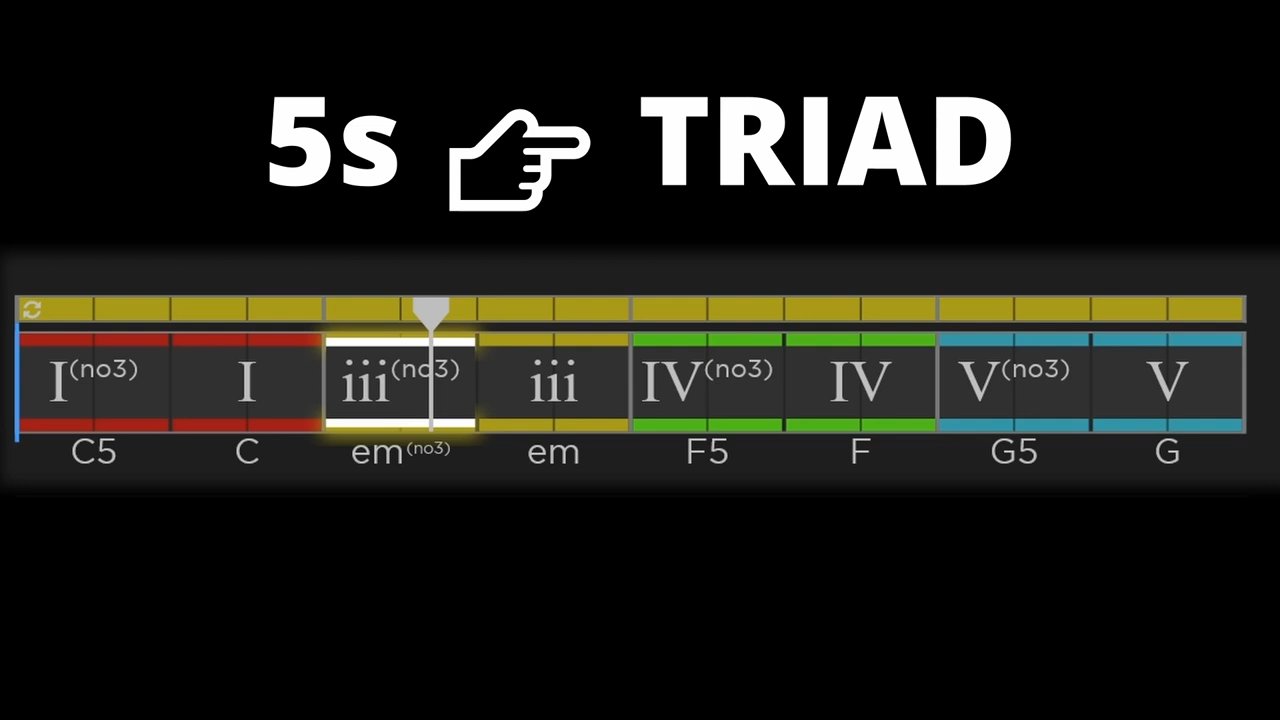 5s TRIAD
I(no3) I iii(no3) iii IV(no3) IV V(no3) V
C5 C em(no3) em F5 F G5 G